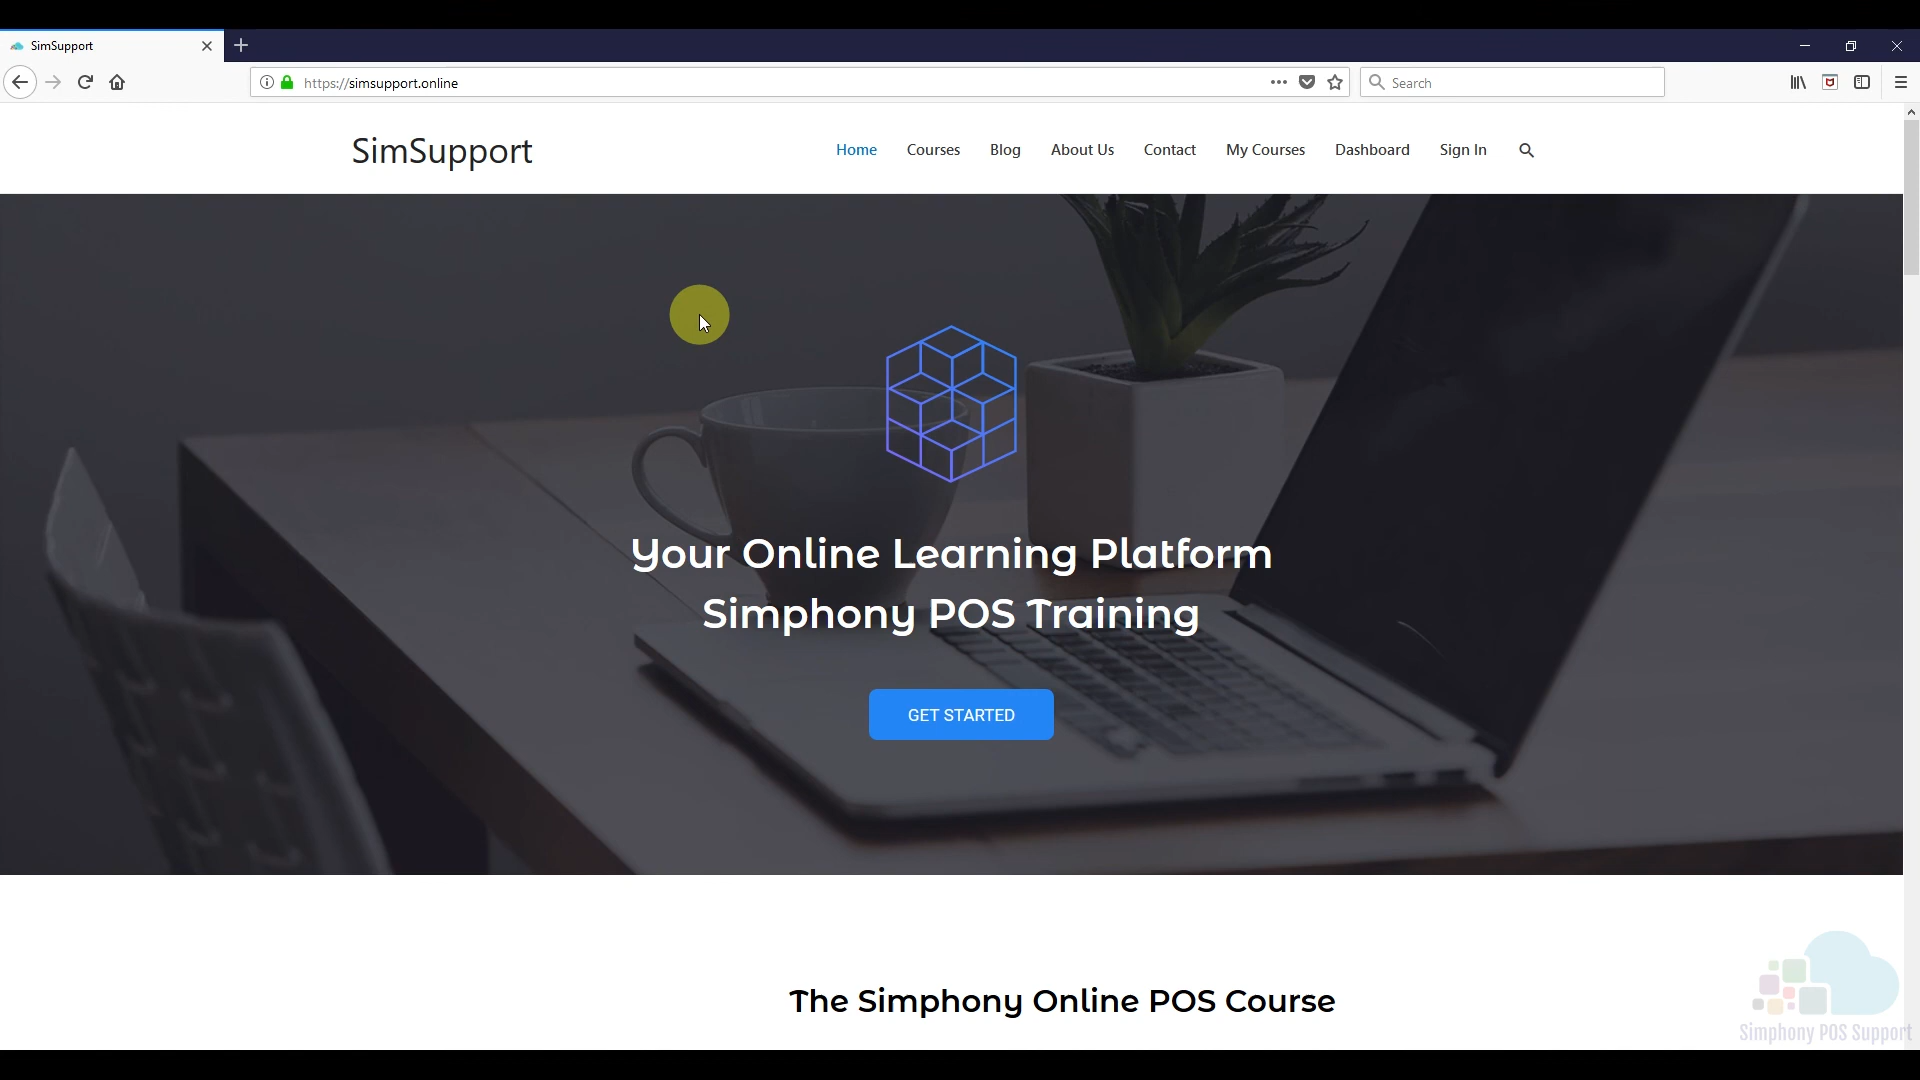 SimSupport
https://simsupport.online
Search
SimSupport
Home Courses Blog About Us Contact My Courses Dashboard Sign In
Your Online Learning Platform
Simphony POS Training
GET STARTED
The Simphony Online POS Course
Simphony POS Support